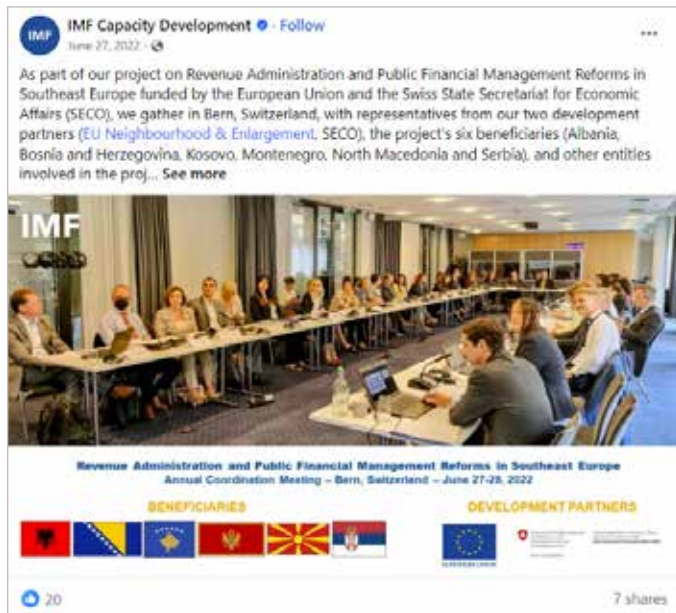 IMF
IMF Capacity Development · Follow
June 27, 2022 ·
As part of our project on Revenue Administration and Public Financial Management Reforms in
Southeast Europe funded by the European Union and the Swiss State Secretariat for Economic
Affairs (SECO), we gather in Bern, Switzerland, with representatives from our two development
partners (EU Neighbourhood & Enlargement, SECO), the project's six beneficiaries (Albania,
Bosnia and Herzegovina, Kosovo, Montenegro, North Macedonia and Serbia), and other entities
involved in the proj... See more
IMF
Revenue Administration and Public Financial Management Reforms in Southeast Europe
Annual Coordination Meeting – Bern, Switzerland – June 27-28, 2022
BENEFICIARIES
DEVELOPMENT PARTNERS
EUROPEAN UNION
20
7 shares